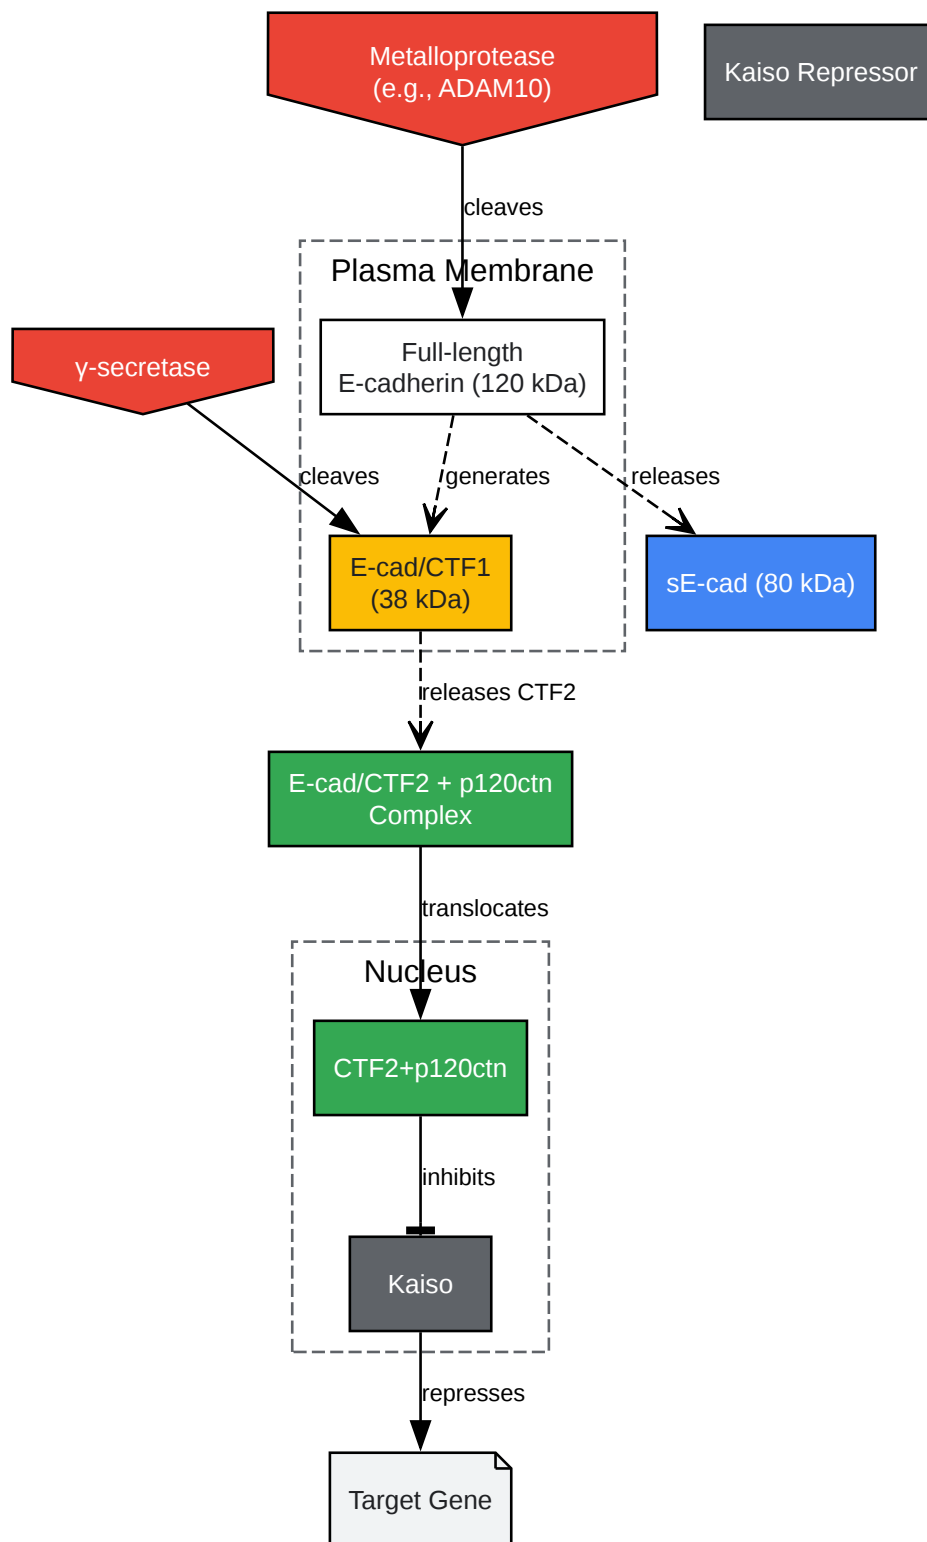 Metalloprotease
(e.g., ADAM10)
Kaiso Repressor
cleaves
Plasma Membrane
Full-length
E-cadherin (120 kDa)
γ-secretase
cleaves
generates
releases
E-cad/CTF1
(38 kDa)
sE-cad (80 kDa)
releases CTF2
E-cad/CTF2 + p120ctn
Complex
translocates
Nucleus
CTF2+p120ctn
inhibits
Kaiso
represses
Target Gene